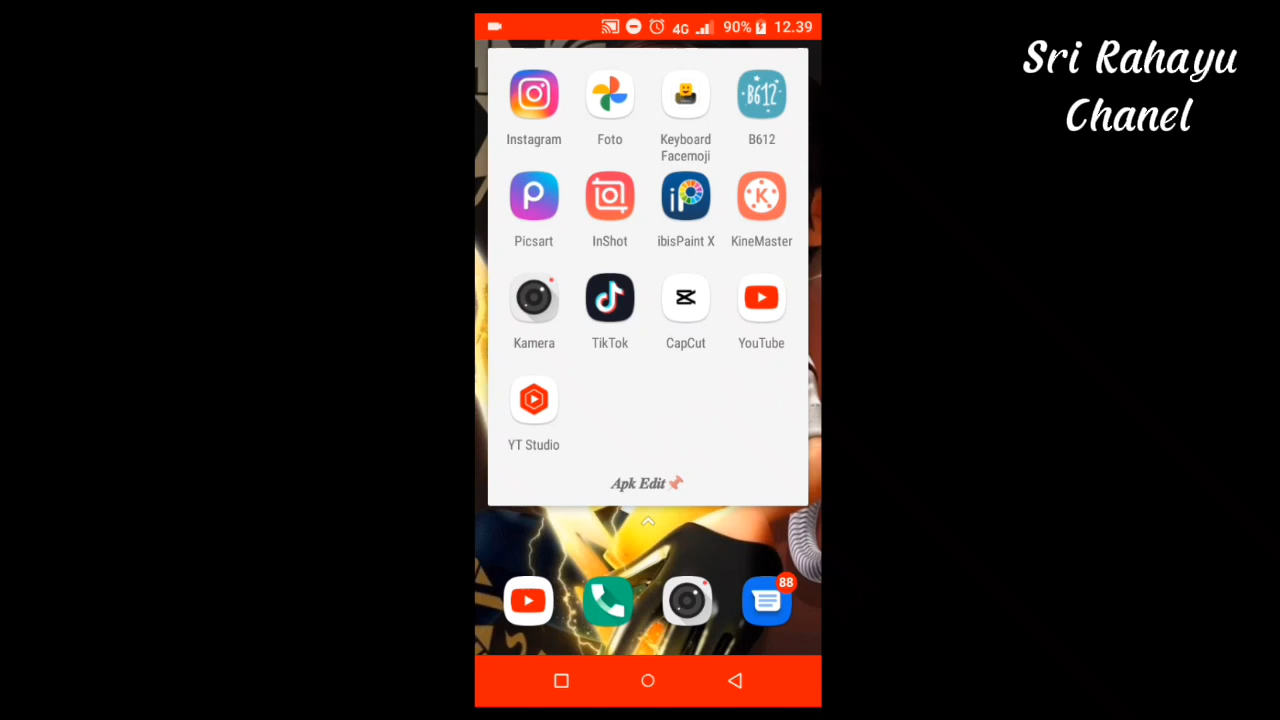 4G 90% 12.39
Sri Rahayu
Chanel
B612
Instagram Foto Keyboard Facemoji B612
Picsart InShot ibisPaint X KineMaster
Kamera TikTok CapCut YouTube
YT Studio
Apk Edit
88